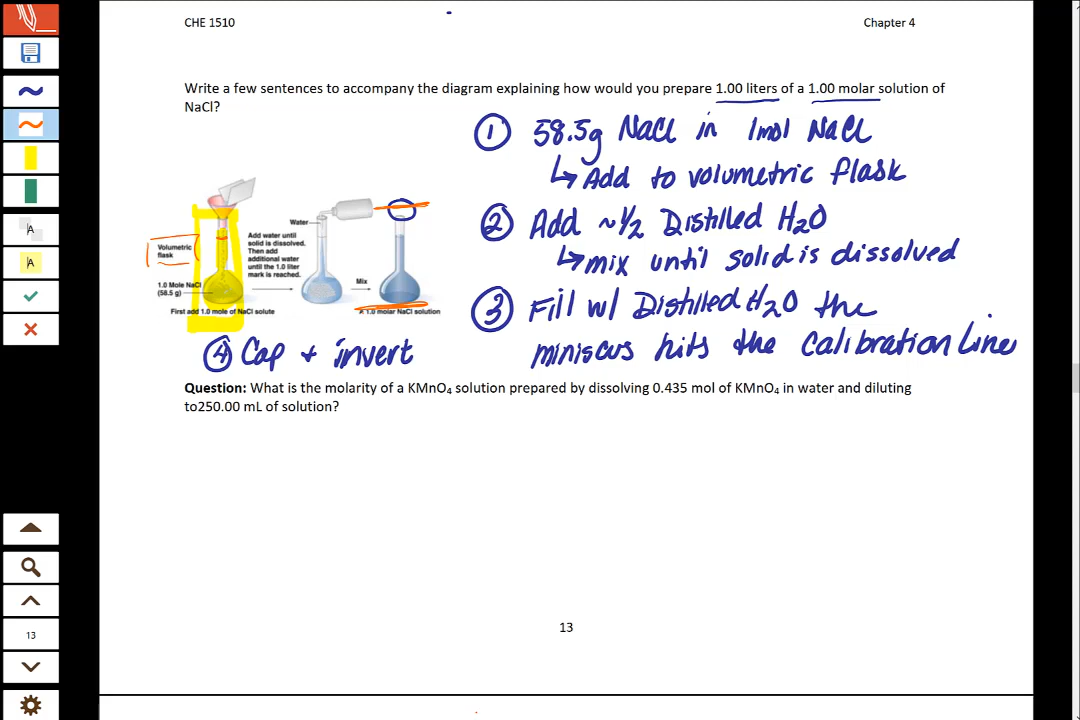 CHE 1510
Chapter 4
Write a few sentences to accompany the diagram explaining how would you prepare 1.00 liters of a 1.00 molar solution of
NaCl?
① 58.5g NaCl in 1mol NaCl
↳ Add to volumetric flask
② Add ~1/2 Distilled H₂O
↳ mix until solid is dissolved
③ Fill w/ Distilled H₂O the
miniscus hits the Calibration Line
Volumetric
flask
1.0 Mole NaCl
(58.5 g)
First add 1.0 mole of NaCl solute
Add water until
solid is dissolved.
Then add
additional water
until the 1.0 liter
mark is reached.
Water
Mix
A 1.0 molar NaCl solution
④ Cap + invert
Question: What is the molarity of a KMnO₄ solution prepared by dissolving 0.435 mol of KMnO₄ in water and diluting
to250.00 mL of solution?
13
A
A
13